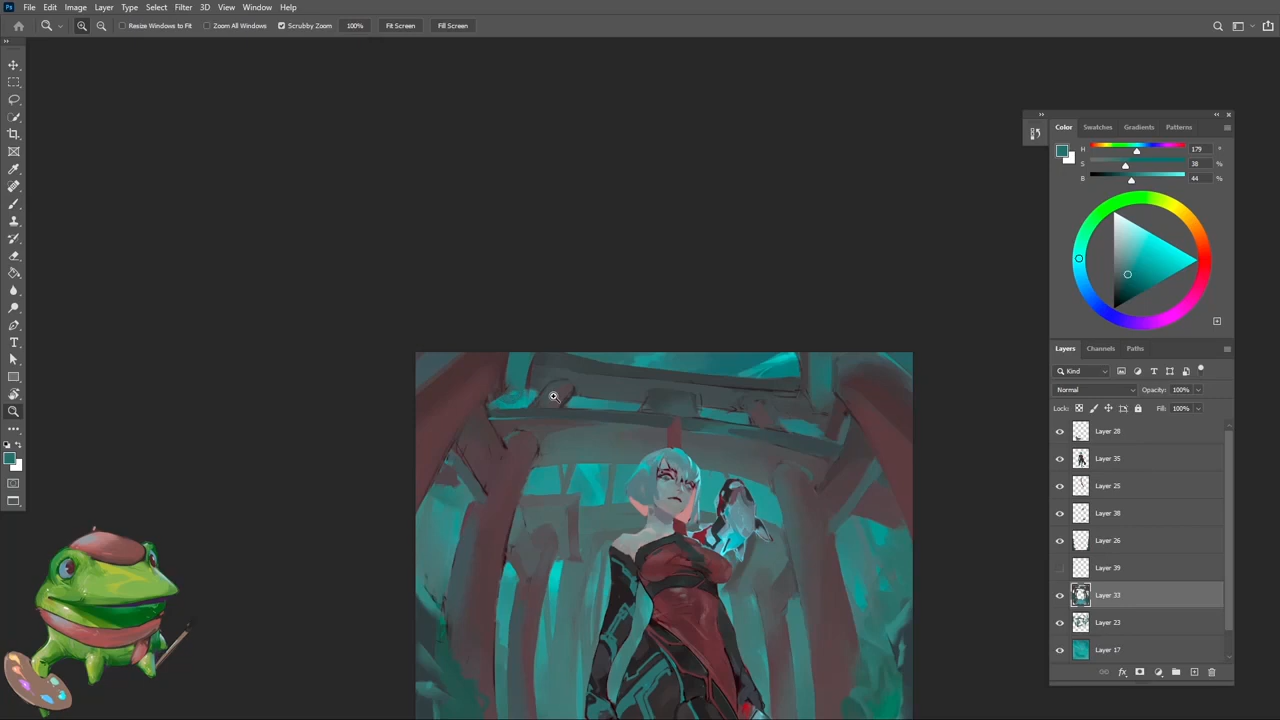 Ps File Edit Image Layer Type Select Filter 3D View Window Help
Resize Windows to Fit Zoom All Windows Scrubby Zoom 100% Fit Screen Fill Screen
Color Swatches Gradients Patterns
H 179 °
S 38 %
B 44 %
Layers Channels Paths
Kind
Normal Opacity: 100%
Lock: Fill: 100%
Layer 28
Layer 35
Layer 25
Layer 38
Layer 26
Layer 39
Layer 33
Layer 23
Layer 17
fx